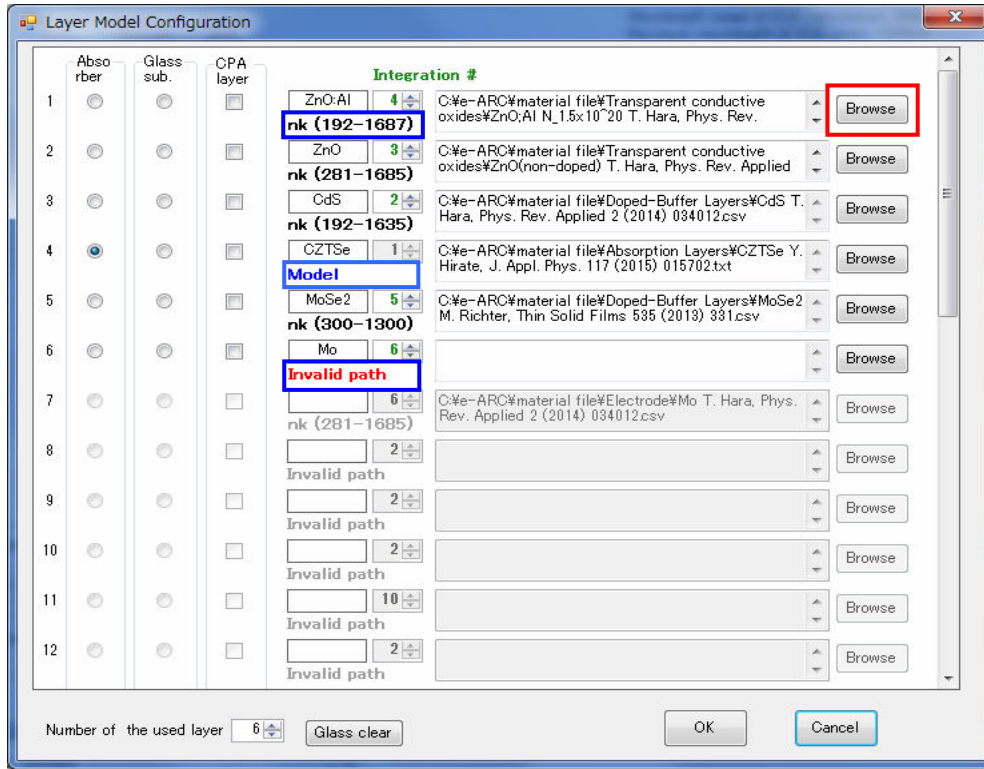 Layer Model Configuration
Abso
rber
Glass
sub.
CPA
layer
Integration #
1 ZnO:Al 4 C:¥e-ARC¥material file¥Transparent conductive
oxides¥ZnO;Al N_1.5x10^20 T. Hara, Phys. Rev.
Browse
nk (192-1687)
2 ZnO 3 C:¥e-ARC¥material file¥Transparent conductive
oxides¥ZnO(non-doped) T. Hara, Phys. Rev. Applied
Browse
nk (281-1685)
3 CdS 2 C:¥e-ARC¥material file¥Doped-Buffer Layers¥CdS T.
Hara, Phys. Rev. Applied 2 (2014) 034012.csv
Browse
nk (192-1635)
4 CZTSe 1 C:¥e-ARC¥material file¥Absorption Layers¥CZTSe Y.
Hirate, J. Appl. Phys. 117 (2015) 015702.txt
Browse
Model
5 MoSe2 5 C:¥e-ARC¥material file¥Doped-Buffer Layers¥MoSe2
M. Richter, Thin Solid Films 535 (2013) 331.csv
Browse
nk (300-1300)
6 Mo 6 Browse
Invalid path
7 6 C:¥e-ARC¥material file¥Electrode¥Mo T. Hara, Phys.
Rev. Applied 2 (2014) 034012.csv
Browse
nk (281-1685)
8 2 Browse
Invalid path
9 2 Browse
Invalid path
10 2 Browse
Invalid path
11 10 Browse
Invalid path
12 2 Browse
Invalid path
Number of the used layer 6 Glass clear OK Cancel